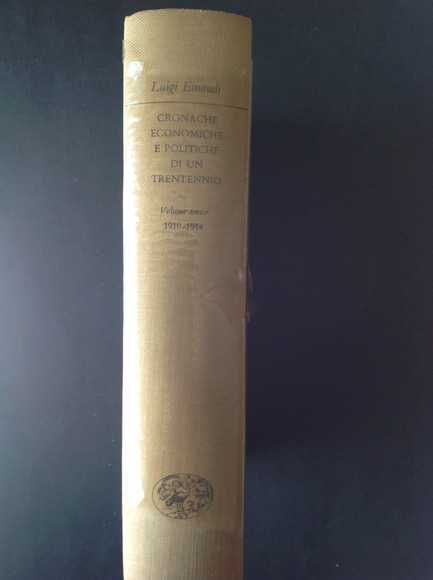 Luigi Einaudi
CRONACHE
ECONOMICHE
E POLITICHE
DI UN
TRENTENNIO
Volume terzo
1910-1914